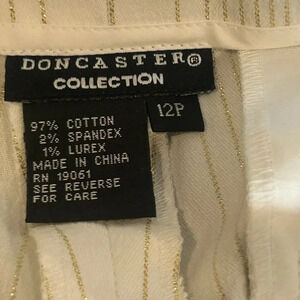 DONCASTER®
COLLECTION
12P
97% COTTON
2% SPANDEX
1% LUREX
MADE IN CHINA
RN 19061
SEE REVERSE
FOR CARE